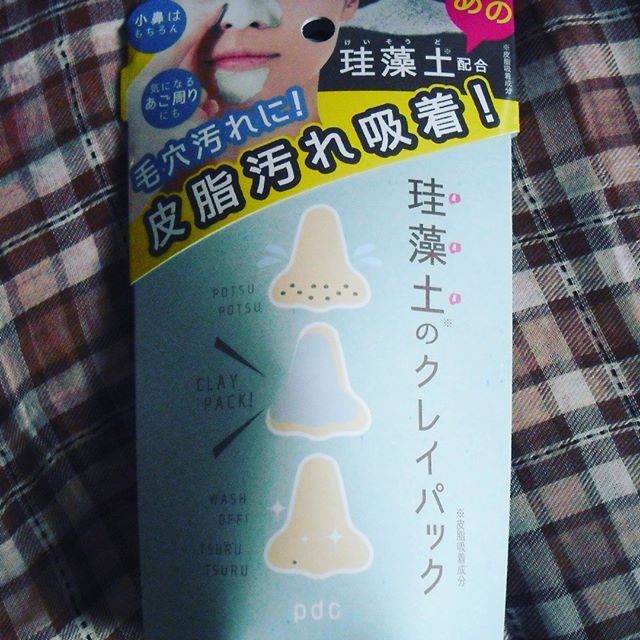 小鼻は
もちろん
気になる
あご周り
にも
あの
けいそうど
珪藻土※配合
※皮脂吸着成分
毛穴汚れに!
皮脂汚れ吸着!
珪藻土※のクレイパック
※皮脂吸着成分
POTSU
POTSU
CLAY
PACK!
WASH
OFF!
TSURU
TSURU
pdc